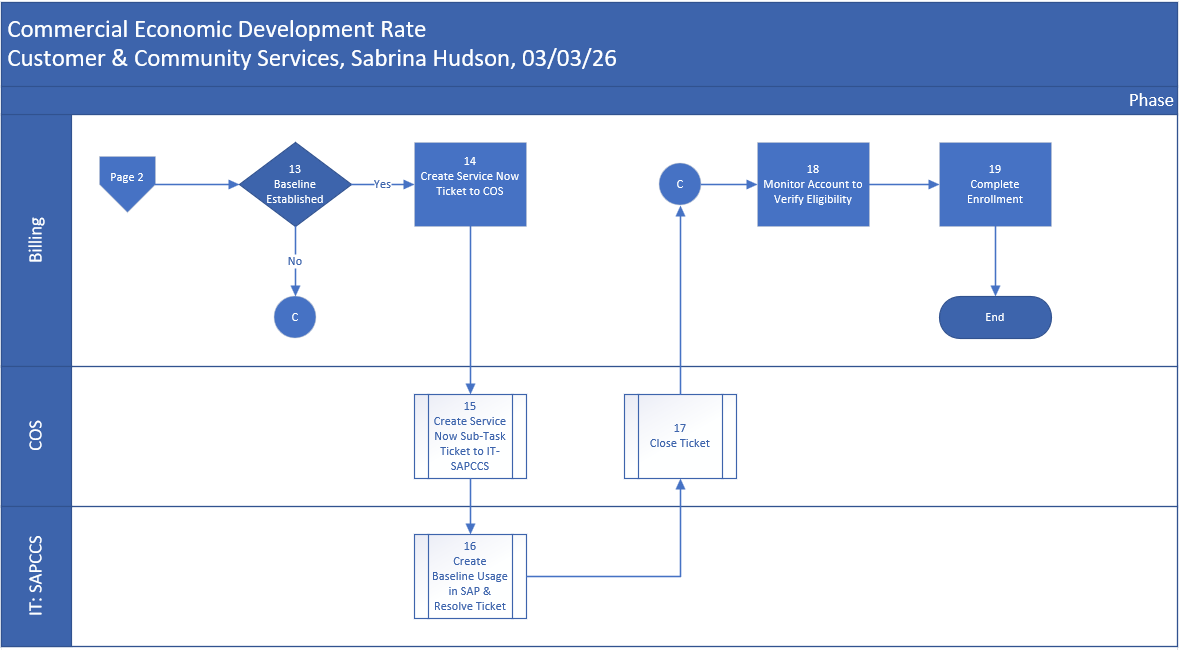 Commercial Economic Development Rate
Customer & Community Services, Sabrina Hudson, 03/03/26
Phase
Billing
Page 2
13
Baseline
Established
Yes
14
Create Service Now
Ticket to COS
No
C
C
18
Monitor Account to
Verify Eligibility
19
Complete
Enrollment
End
COS
15
Create Service
Now Sub-Task
Ticket to IT-
SAPCCS
17
Close Ticket
IT: SAPCCS
16
Create
Baseline Usage
in SAP &
Resolve Ticket